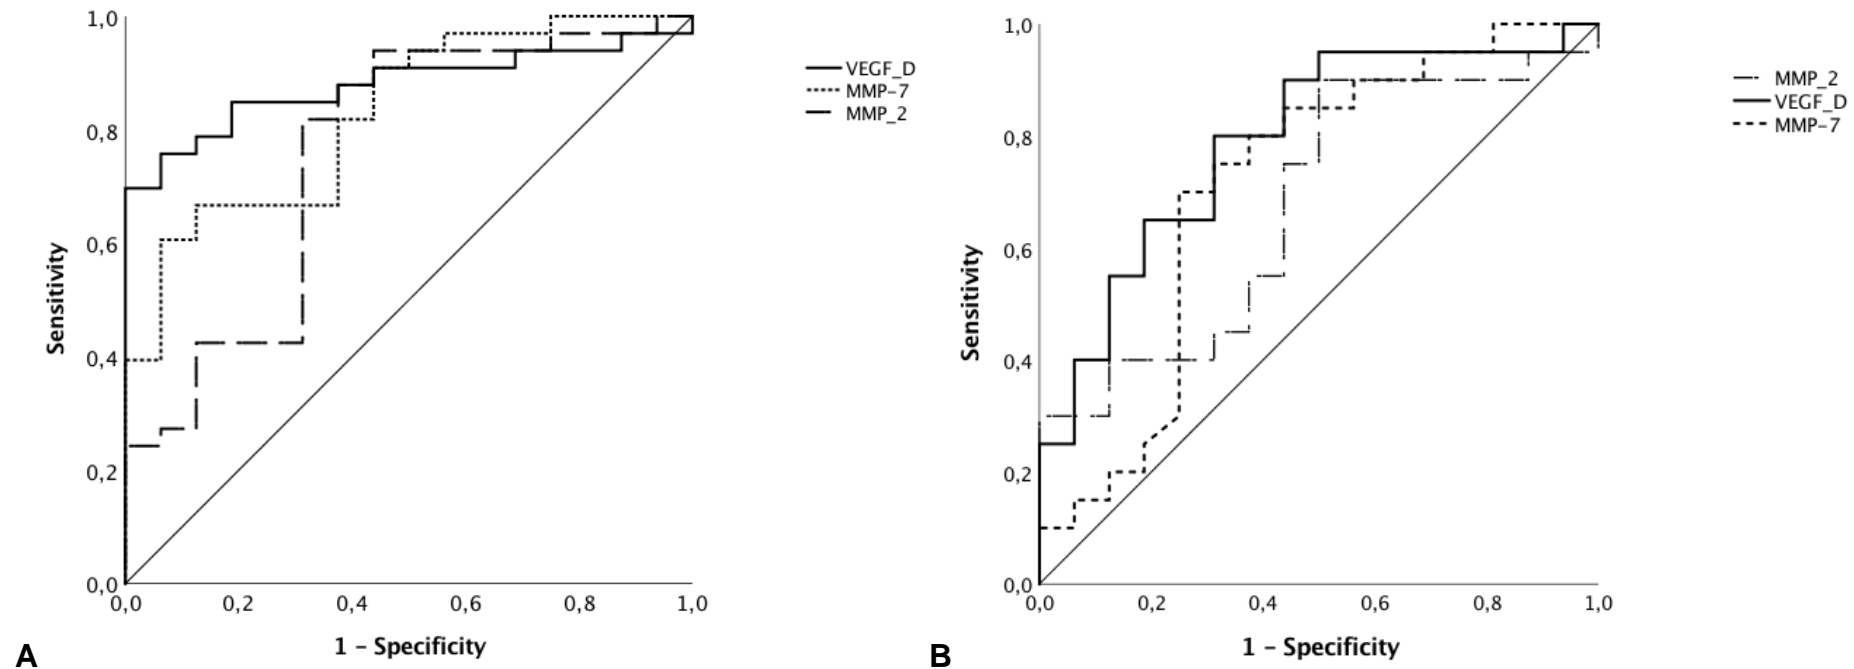 1,0
0,8
0,6
0,4
0,2
0,0
Sensitivity
0,0 0,2 0,4 0,6 0,8 1,0
1 – Specificity
VEGF_D
MMP-7
MMP_2
A
1,0
0,8
0,6
0,4
0,2
0,0
Sensitivity
0,0 0,2 0,4 0,6 0,8 1,0
1 – Specificity
MMP_2
VEGF_D
MMP-7
B